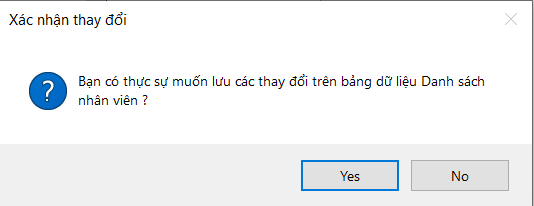 Xác nhận thay đổi
Bạn có thực sự muốn lưu các thay đổi trên bảng dữ liệu Danh sách
nhân viên ?
Yes No